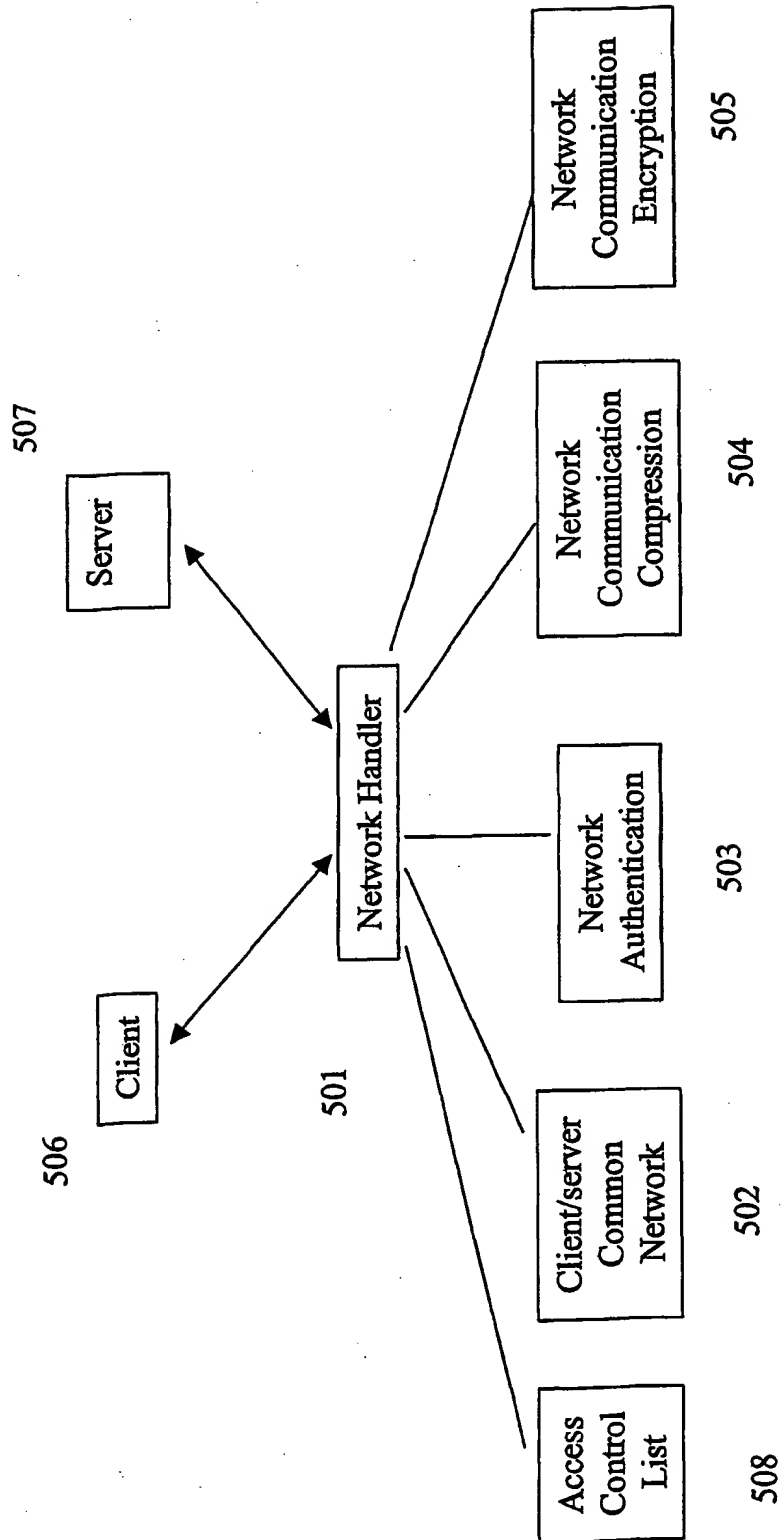 507
506
Server
Client
501
Network Handler
Access
Control
List
Client/server
Common
Network
Network
Authentication
Network
Communication
Compression
Network
Communication
Encryption
508
502
503
504
505